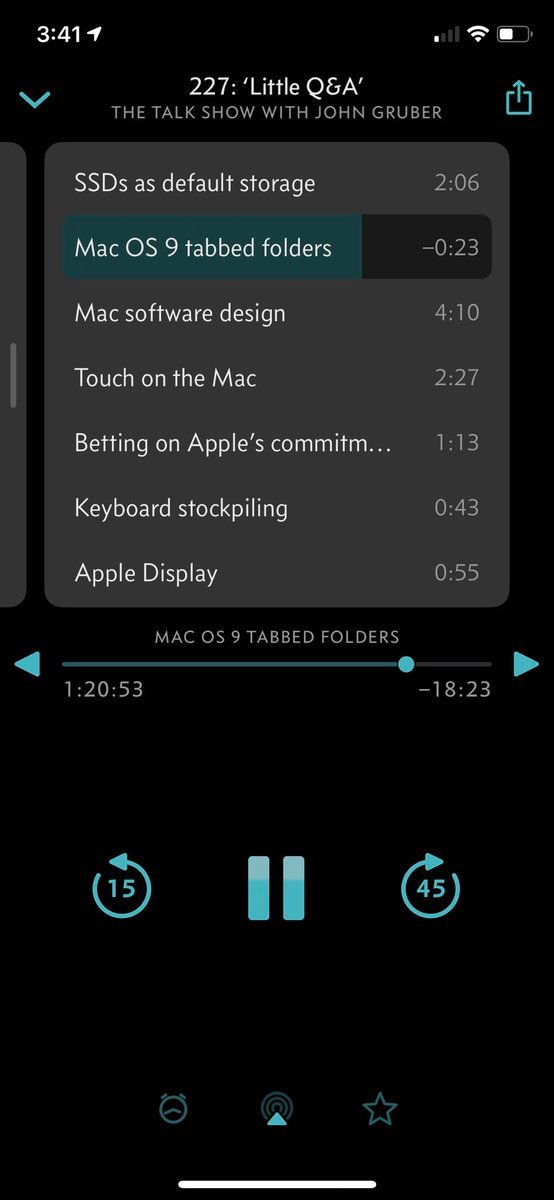 3:41
227: ‘Little Q&A’
THE TALK SHOW WITH JOHN GRUBER
SSDs as default storage 2:06
Mac OS 9 tabbed folders –0:23
Mac software design 4:10
Touch on the Mac 2:27
Betting on Apple’s commitm... 1:13
Keyboard stockpiling 0:43
Apple Display 0:55
MAC OS 9 TABBED FOLDERS
1:20:53 –18:23
15 45